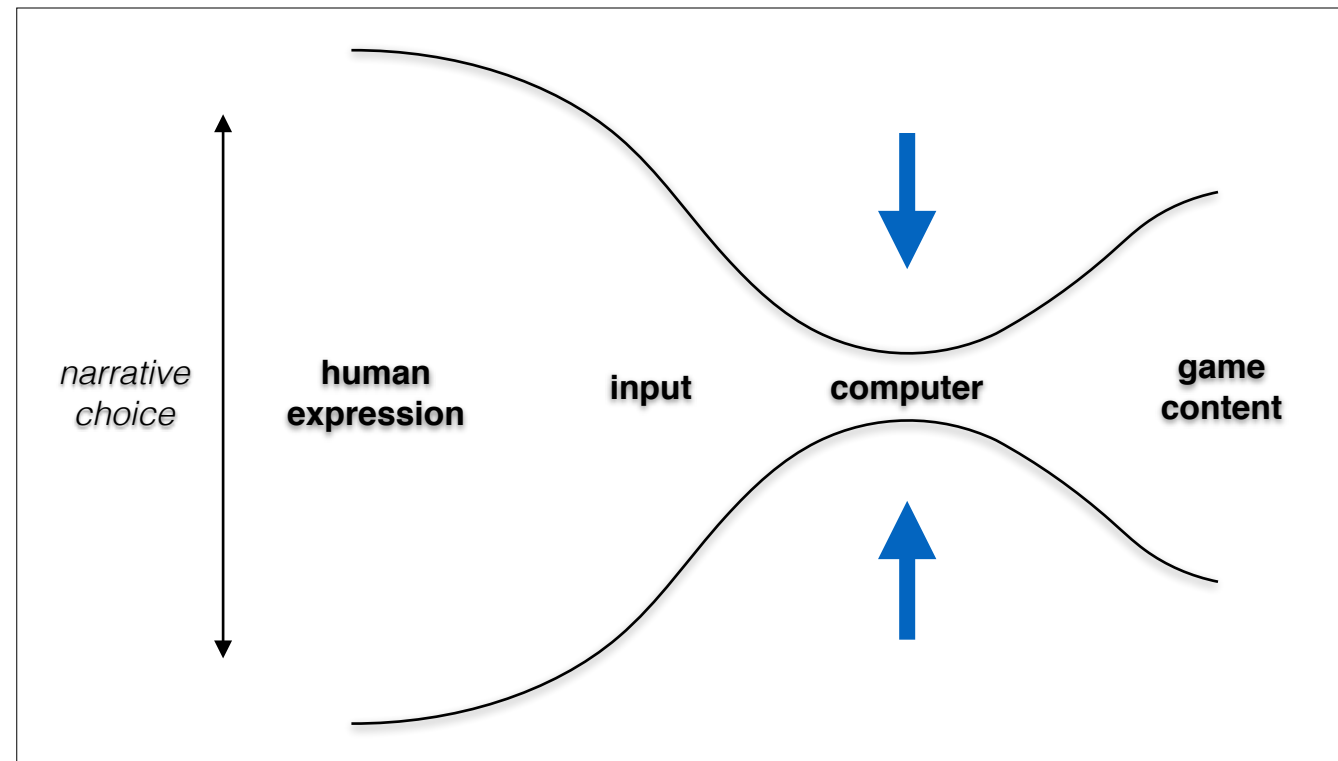 narrative
choice
human
expression
input
computer
game
content